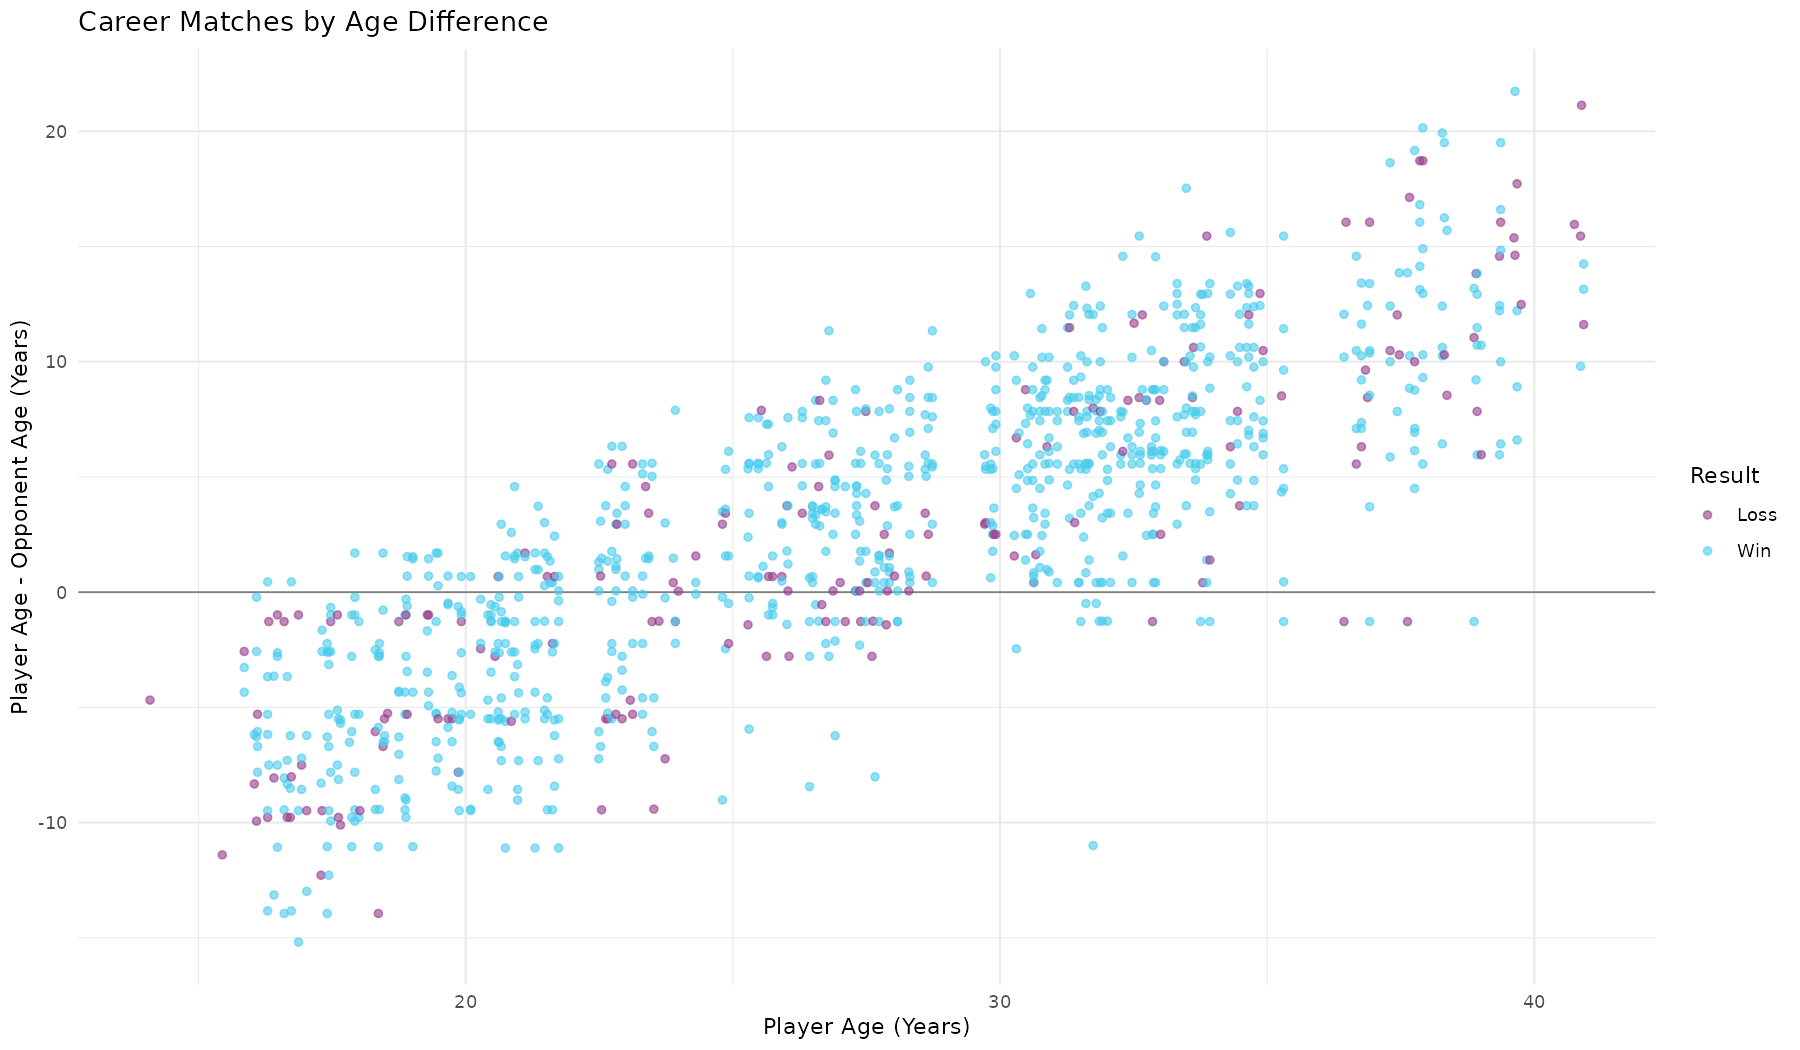 Career Matches by Age Difference
Player Age - Opponent Age (Years)
20
10
0
-10
20
30
40
Player Age (Years)
Result
Loss
Win